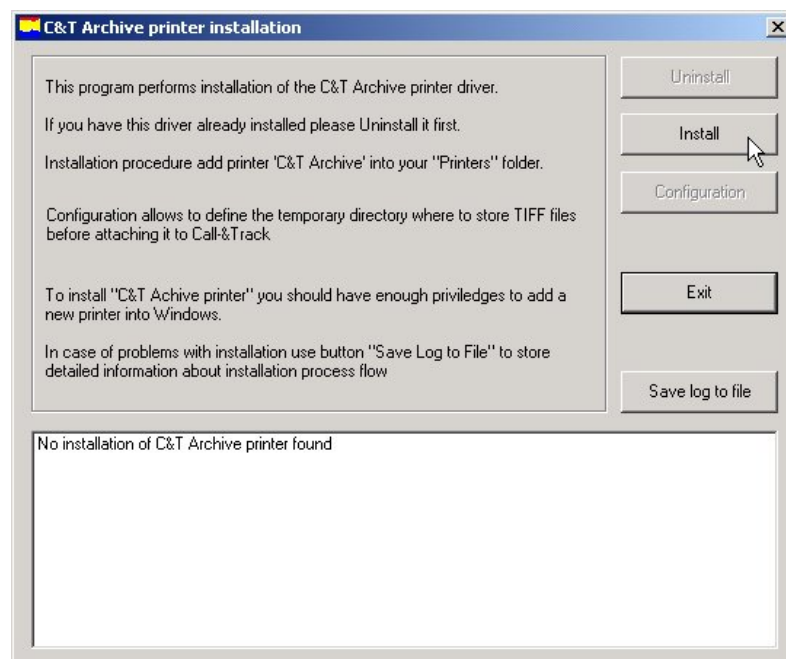 C&T Archive printer installation
This program performs installation of the C&T Archive printer driver.
If you have this driver already installed please Uninstall it first.
Installation procedure add printer 'C&T Archive' into your "Printers" folder.
Configuration allows to define the temporary directory where to store TIFF files
before attaching it to Call-&Track
To install "C&T Achive printer" you should have enough priviledges to add a
new printer into Windows.
In case of problems with installation use button "Save Log to File" to store
detailed information about installation process flow
Uninstall
Install
Configuration
Exit
Save log to file
No installation of C&T Archive printer found